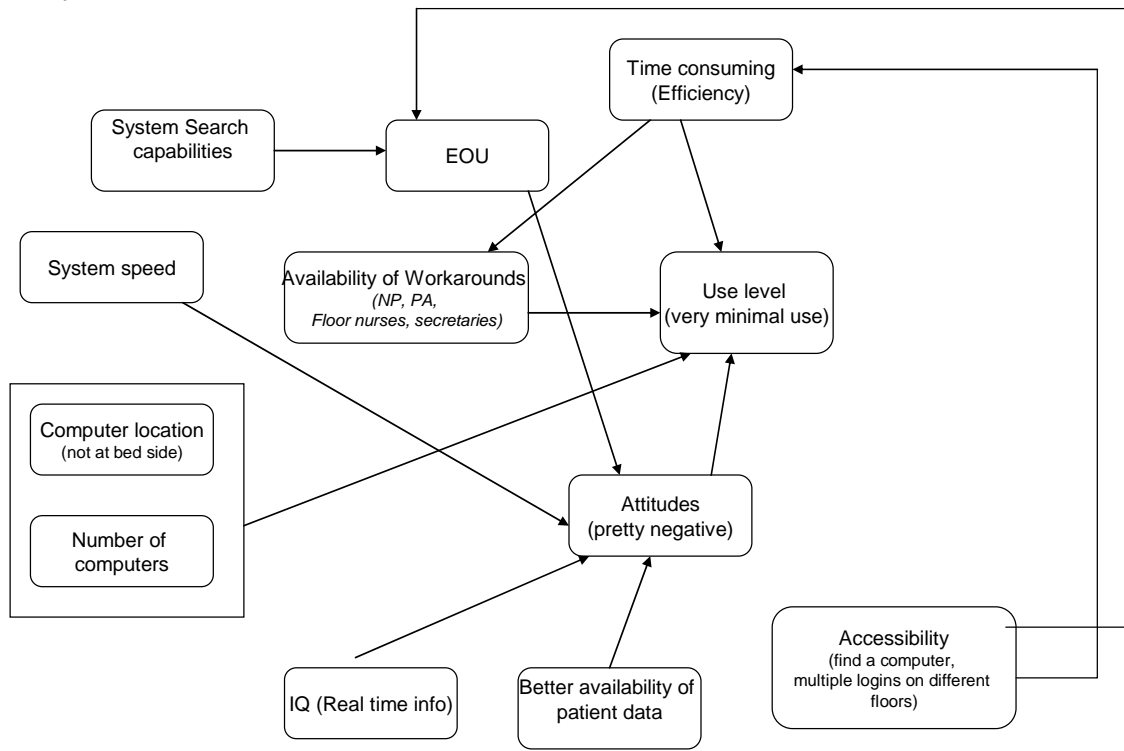 Time consuming
(Efficiency)
System Search
capabilities
EOU
System speed
Availability of Workarounds
(NP, PA,
Floor nurses, secretaries)
Use level
(very minimal use)
Computer location
(not at bed side)
Number of
computers
Attitudes
(pretty negative)
Accessibility
(find a computer,
multiple logins on different
floors)
IQ (Real time info)
Better availability of
patient data